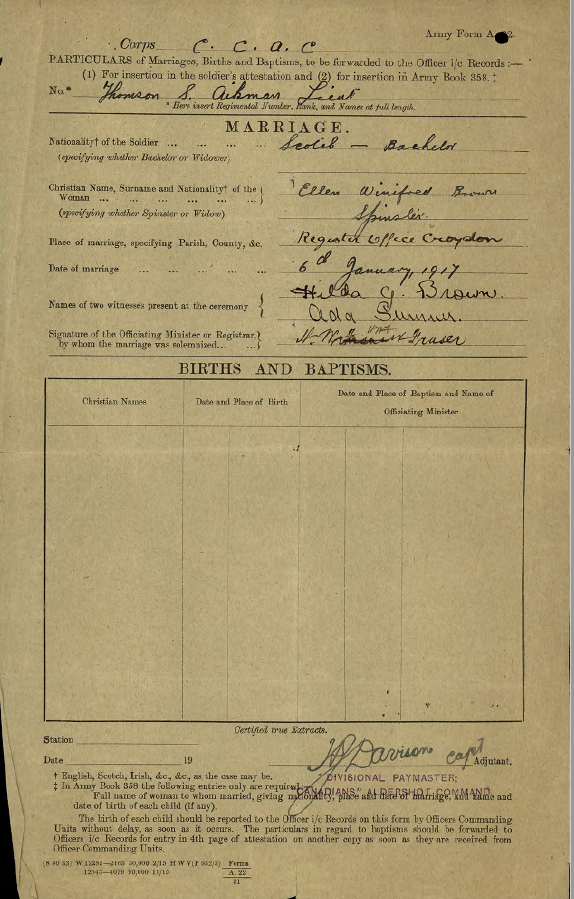 Army Form A. 22.
Corps C. C. A. C
PARTICULARS of Marriages, Births and Baptisms, to be forwarded to the Officer i/c Records :—
(1) For insertion in the soldier's attestation and (2) for insertion in Army Book 358. ‡
No.* Thomson S. Aikman Lieut
* Here insert Regimental Number, Rank, and Names at full length.
MARRIAGE.
Nationality† of the Soldier ... ... ... Scotch — Bachelor
(specifying whether Bachelor or Widower)
Christian Name, Surname and Nationality† of the Woman ... ... ... ... ... Ellen Winifred Brown
(specifying whether Spinster or Widow) Spinster.
Place of marriage, specifying Parish, County, &c. Register Office Croydon
Date of marriage ... ... ... ... 6th January, 1917
Names of two witnesses present at the ceremony Hilda G. Brown.
Ada
Signature of the Officiating Minister or Registrar, by whom the marriage was solemnized... ... Fraser
BIRTHS AND BAPTISMS.
Christian Names
Date and Place of Birth
Date and Place of Baptism and Name of
Officiating Minister
Certified true Extracts.
Station
Davison Capt
Date 19 Adjutant.
† English, Scotch, Irish, &c., &c., as the case may be.
DIVISIONAL PAYMASTER;
‡ In Army Book 358 the following entries only are required:—
"CANADIANS" ALDERSHOT COMMAND.
Full name of woman to whom married, giving nationality, place and date of marriage, and name and
date of birth of each child (if any).
The birth of each child should be reported to the Officer i/c Records on this form by Officers Commanding
Units without delay, as soon as it occurs. The particulars in regard to baptisms should be forwarded to
Officers i/c Records for entry in 4th page of attestation on another copy as soon as they are received from
Officer Commanding Units.
Forms
A. 22